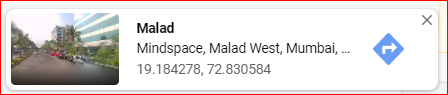 Malad
Mindspace, Malad West, Mumbai, ...
19.184278, 72.830584